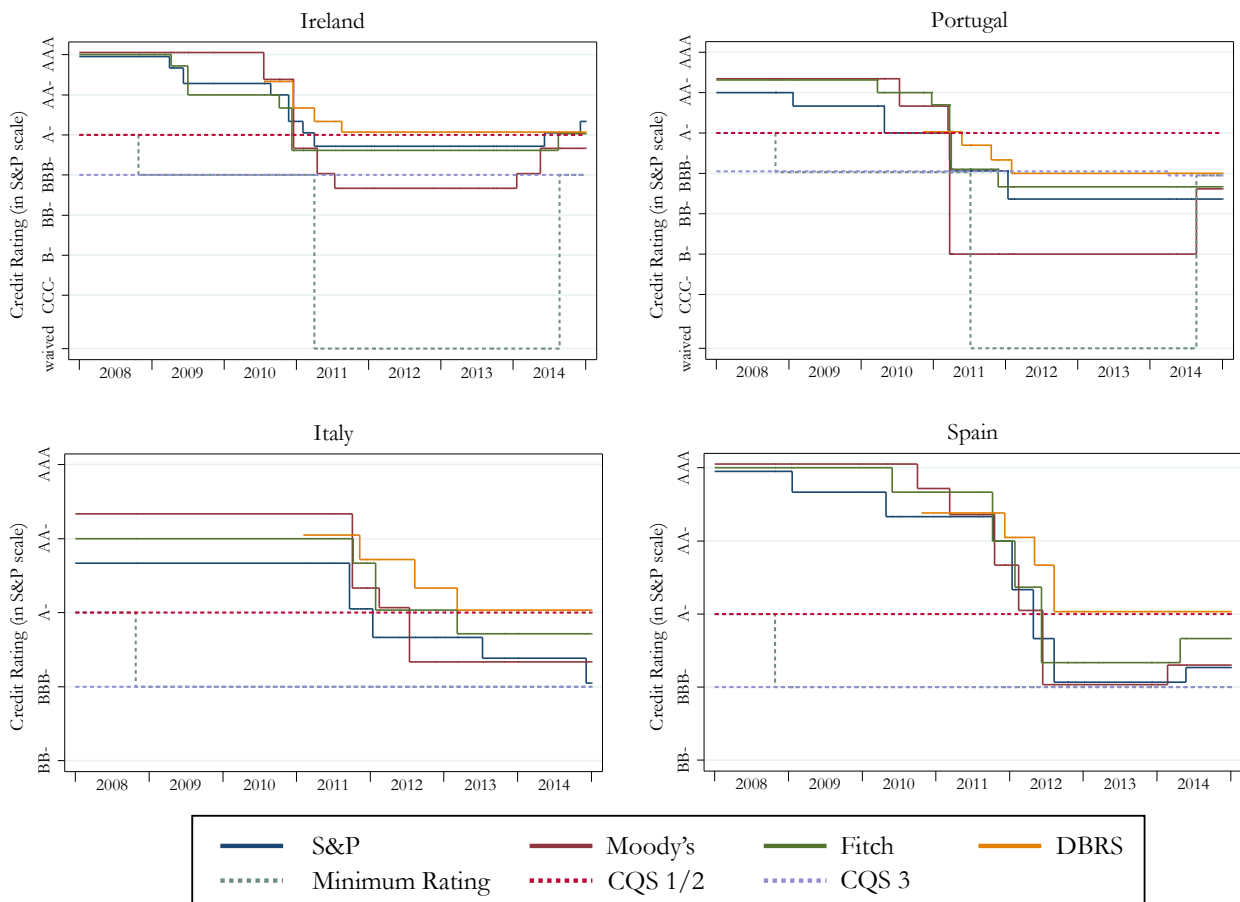 Ireland
Credit Rating (in S&P scale)
AAA
AA-
A-
BBB-
BB-
B-
CCC-
waived
2008 2009 2010 2011 2012 2013 2014
Portugal
Credit Rating (in S&P scale)
AAA
AA-
A-
BBB-
BB-
B-
CCC-
waived
2008 2009 2010 2011 2012 2013 2014
Italy
Credit Rating (in S&P scale)
AAA
AA-
A-
BBB-
BB-
2008 2009 2010 2011 2012 2013 2014
Spain
Credit Rating (in S&P scale)
AAA
AA-
A-
BBB-
BB-
2008 2009 2010 2011 2012 2013 2014
S&P Moody's Fitch DBRS
Minimum Rating CQS 1/2 CQS 3